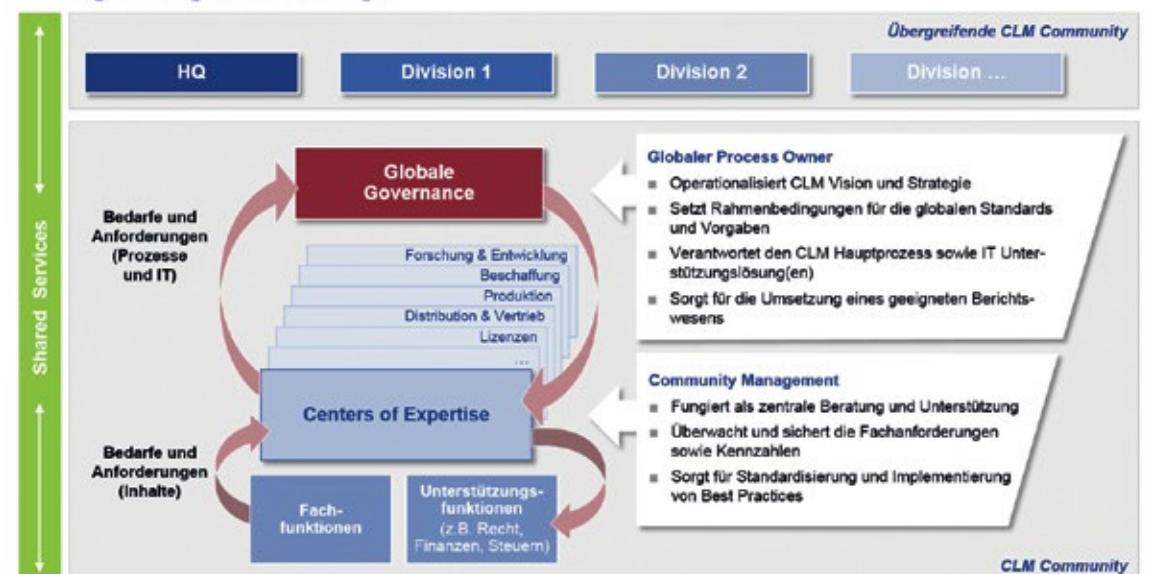 Übergreifende CLM Community
HQ
Division 1
Division 2
Division ...
Shared Services
Bedarfe und
Anforderungen
(Prozesse
und IT)
Globale
Governance
Forschung & Entwicklung
Beschaffung
Produktion
Distribution & Vertrieb
Lizenzen
...
Centers of Expertise
Bedarfe und
Anforderungen
(Inhalte)
Fach-
funktionen
Unterstützungs-
funktionen
(z.B. Recht,
Finanzen, Steuern)
Globaler Process Owner
▪ Operationalisiert CLM Vision und Strategie
▪ Setzt Rahmenbedingungen für die globalen Standards
und Vorgaben
▪ Verantwortet den CLM Hauptprozess sowie IT Unter-
stützungslösung(en)
▪ Sorgt für die Umsetzung eines geeigneten Berichts-
wesens
Community Management
▪ Fungiert als zentrale Beratung und Unterstützung
▪ Überwacht und sichert die Fachanforderungen
sowie Kennzahlen
▪ Sorgt für Standardisierung und Implementierung
von Best Practices
CLM Community